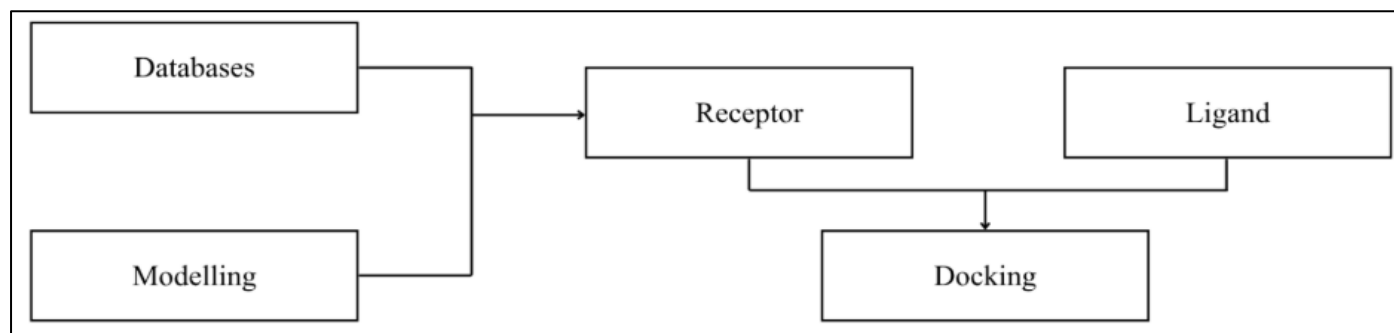 Databases
Receptor
Ligand
Modelling
Docking